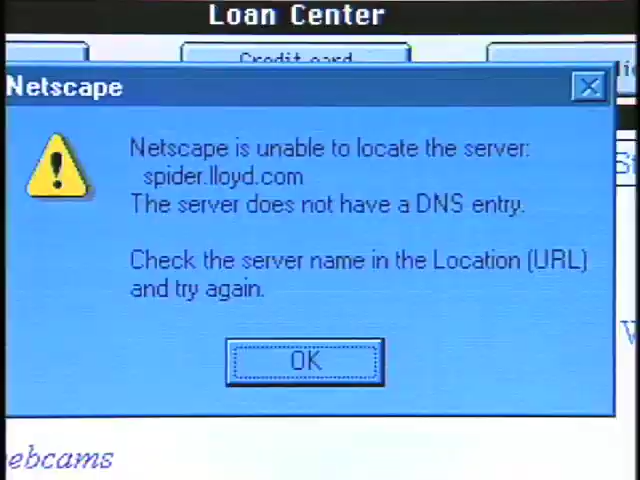 Loan Center
Credit card
Netscape
Netscape is unable to locate the server:
spider.lloyd.com
The server does not have a DNS entry.
Check the server name in the Location (URL)
and try again.
OK